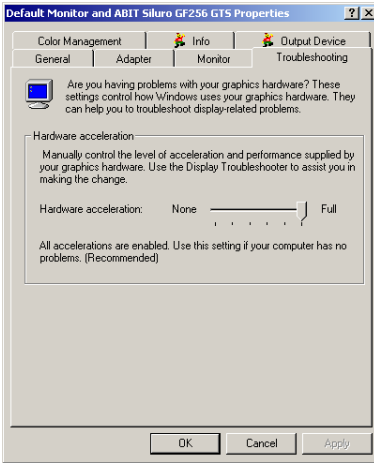 Default Monitor and ABIT Siluro GF256 GTS Properties
Color Management
Info
Output Device
General
Adapter
Monitor
Troubleshooting
Are you having problems with your graphics hardware? These
settings control how Windows uses your graphics hardware. They
can help you to troubleshoot display-related problems.
Hardware acceleration
Manually control the level of acceleration and performance supplied by
your graphics hardware. Use the Display Troubleshooter to assist you in
making the change.
Hardware acceleration: None Full
All accelerations are enabled. Use this setting if your computer has no
problems. (Recommended)
OK
Cancel
Apply